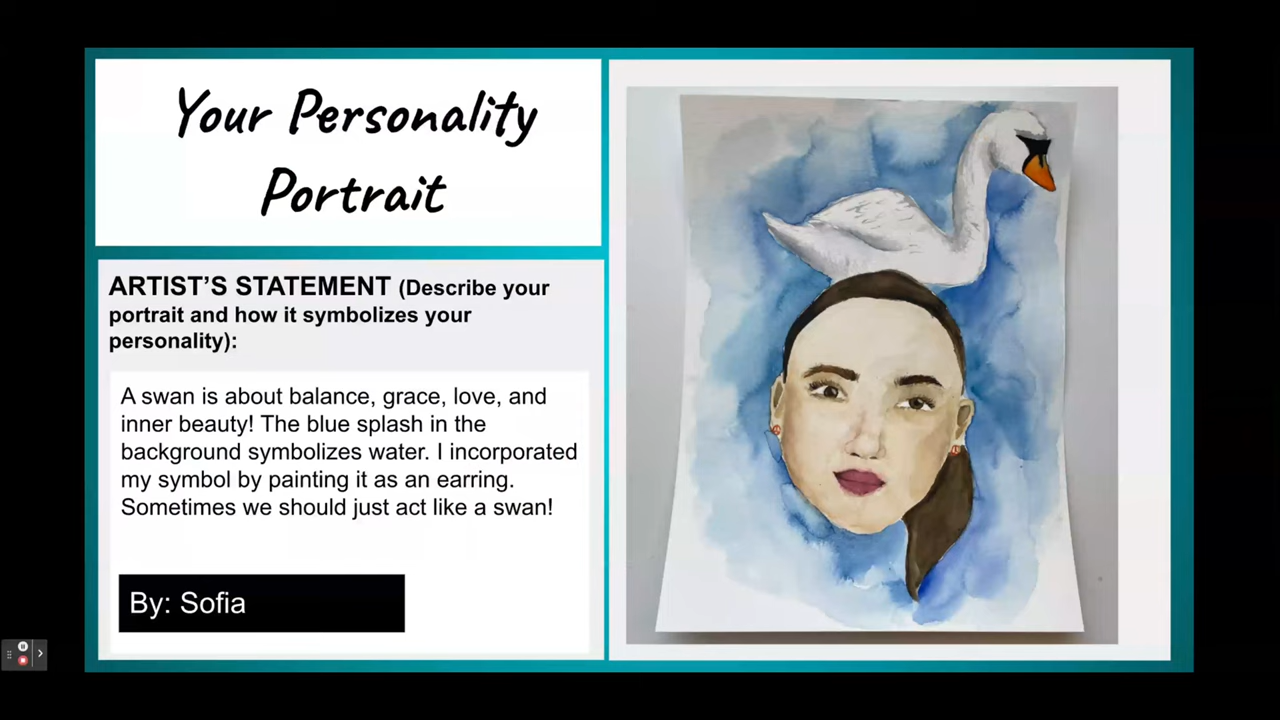 Your Personality
Portrait
ARTIST'S STATEMENT (Describe your
portrait and how it symbolizes your
personality):
A swan is about balance, grace, love, and
inner beauty! The blue splash in the
background symbolizes water. I incorporated
my symbol by painting it as an earring.
Sometimes we should just act like a swan!
By: Sofia